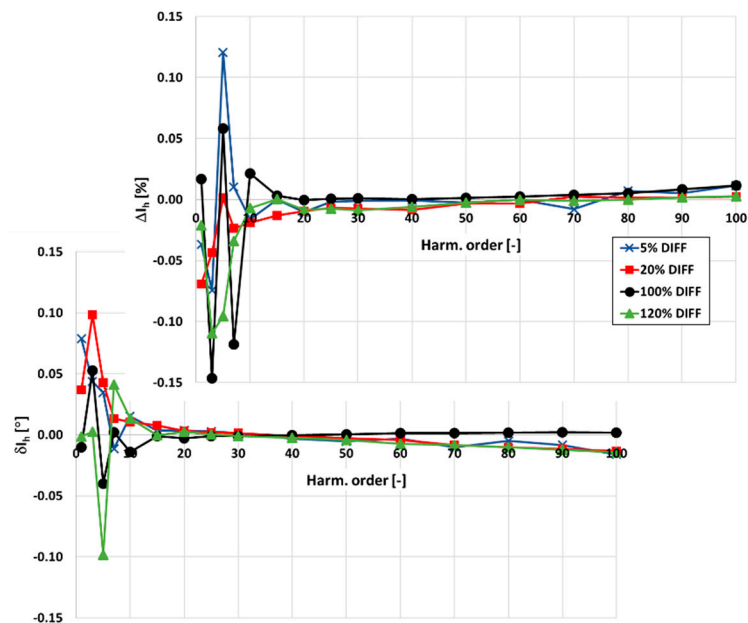 0.15
0.10
0.05
0.00
-0.05
-0.10
-0.15
ΔIh [%]
0 10 20 30 40 50 60 70 80 90 100
Harm. order [-]
5% DIFF
20% DIFF
100% DIFF
120% DIFF
0.15
0.10
0.05
0.00
-0.05
-0.10
-0.15
δIh [°]
0 10 20 30 40 50 60 70 80 90 100
Harm. order [-]